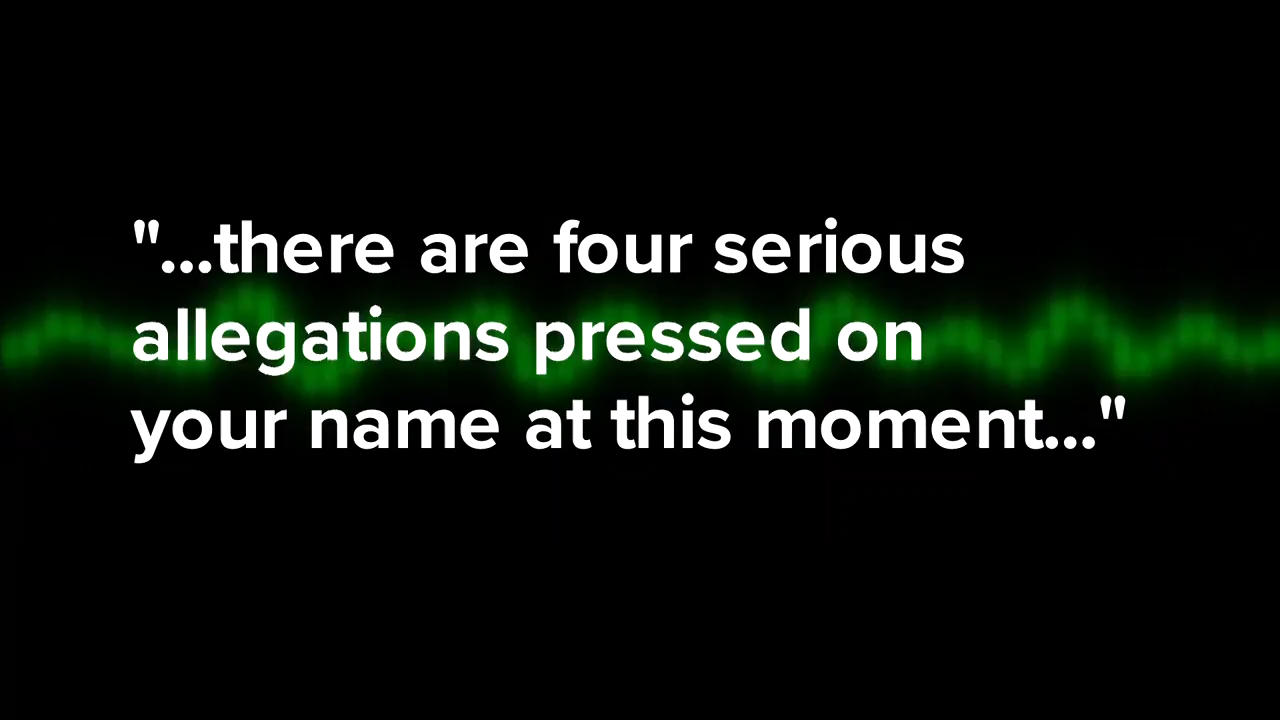 "...there are four serious
allegations pressed on
your name at this moment..."